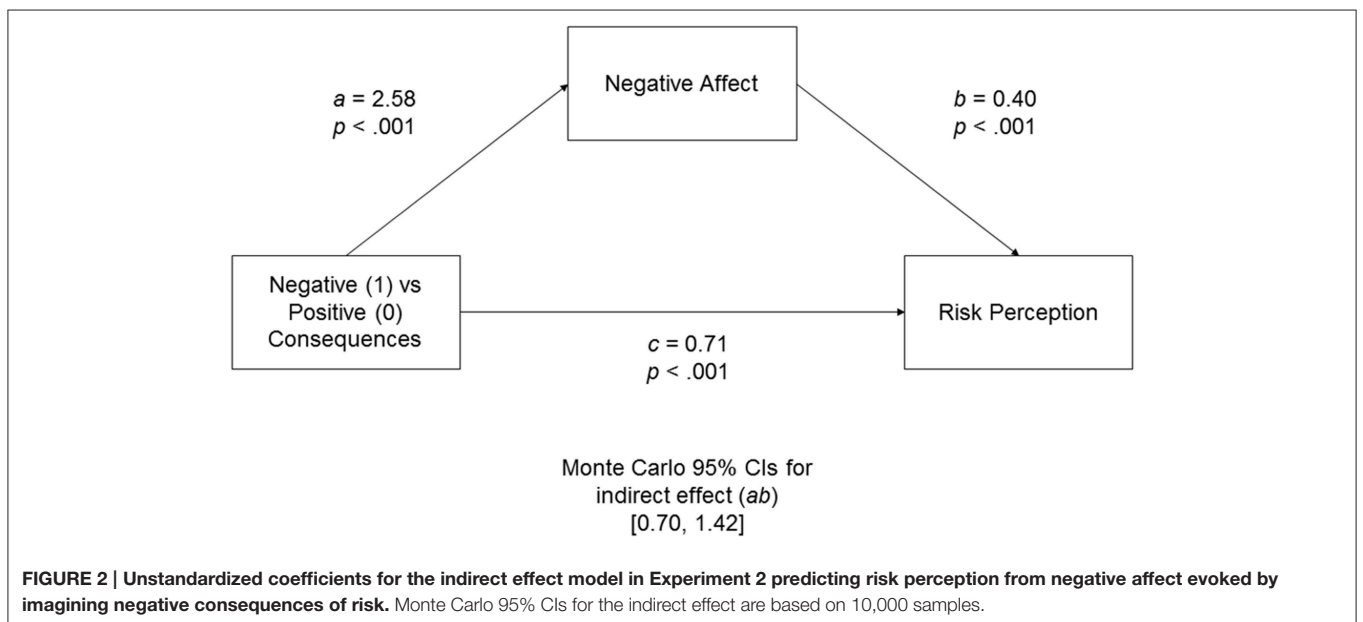 Negative Affect
a = 2.58
p < .001
b = 0.40
p < .001
Negative (1) vs
Positive (0)
Consequences
Risk Perception
c = 0.71
p < .001
Monte Carlo 95% CIs for
indirect effect (ab)
[0.70, 1.42]
FIGURE 2 | Unstandardized coefficients for the indirect effect model in Experiment 2 predicting risk perception from negative affect evoked by
imagining negative consequences of risk. Monte Carlo 95% CIs for the indirect effect are based on 10,000 samples.